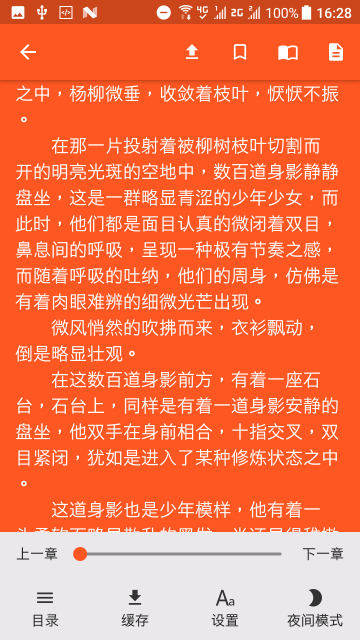 4G 2G 100% 16:28
之中，杨柳微垂，收敛着枝叶，恹恹不振
。
在那一片投射着被柳树枝叶切割而
开的明亮光斑的空地中，数百道身影静静
盘坐，这是一群略显青涩的少年少女，而
此时，他们都是面目认真的微闭着双目，
鼻息间的呼吸，呈现一种极有节奏之感，
而随着呼吸的吐纳，他们的周身，仿佛是
有着肉眼难辨的细微光芒出现。
微风悄然的吹拂而来，衣衫飘动，
倒是略显壮观。
在这数百道身影前方，有着一座石
台，石台上，同样是有着一道身影安静的
盘坐，他双手在身前相合，十指交叉，双
目紧闭，犹如是进入了某种修炼状态之中
。
这道身影也是少年模样，他有着一
上一章 下一章
目录 缓存 Aa 设置 夜间模式